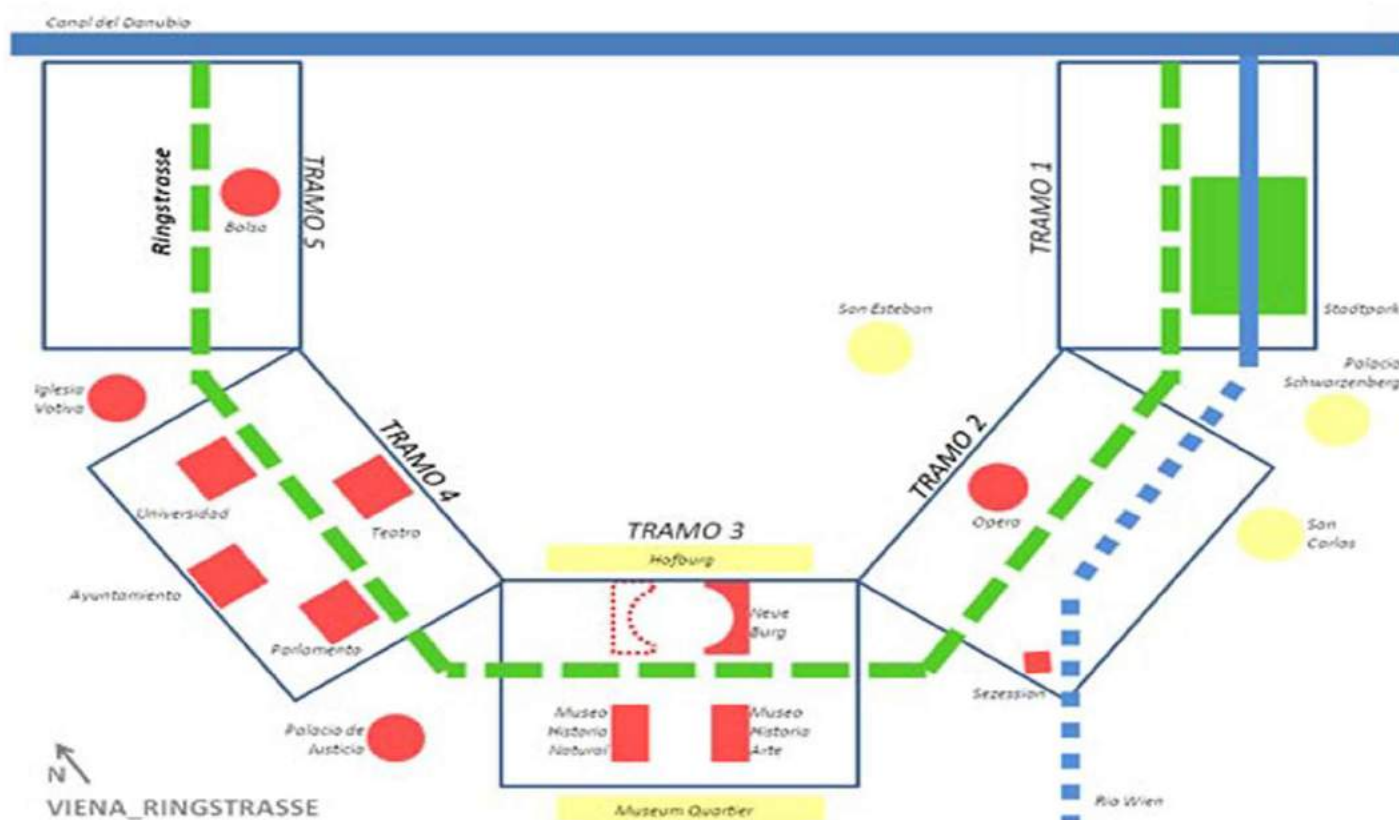 Canal del Danubio
Ringstrasse
TRAMO 5
Bolsa
TRAMO 1
Stadtpark
San Esteban
Palacio
Schwarzenberg
Iglesia
Votiva
TRAMO 4
Universidad
Teatro
Ayuntamiento
Parlamento
TRAMO 2
Opera
San
Carlos
TRAMO 3
Hofburg
Neue
Burg
Sezession
Palacio de
Justicia
Museo
Historia
Natural
Museo
Historia
Arte
Museum Quartier
Rio Wien
N
VIENA_RINGSTRASSE